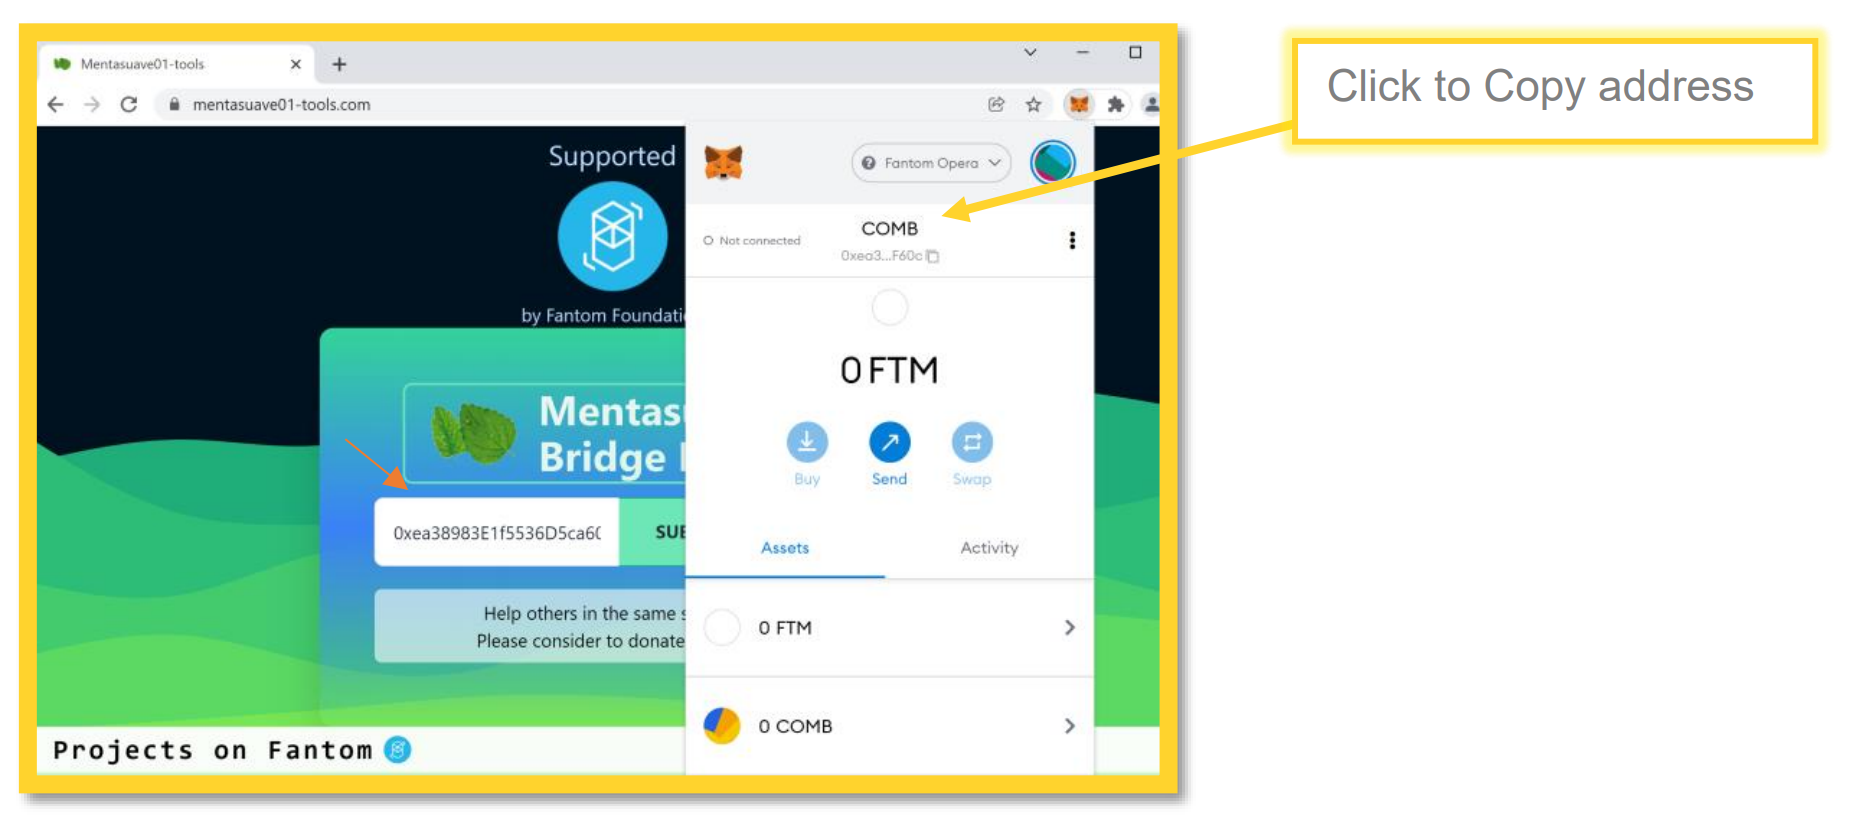 Mentasuave01-tools
mentasuave01-tools.com
Click to Copy address
Supported
by Fantom Foundati
Mentas
Bridge
0xea38983E1f5536D5ca6
SU
Help others in the same s
Please consider to donate
Projects on Fantom
Fantom Opera
Not connected
COMB
0xea3...F60c
0 FTM
Buy
Send
Swap
Assets
Activity
0 FTM
0 COMB